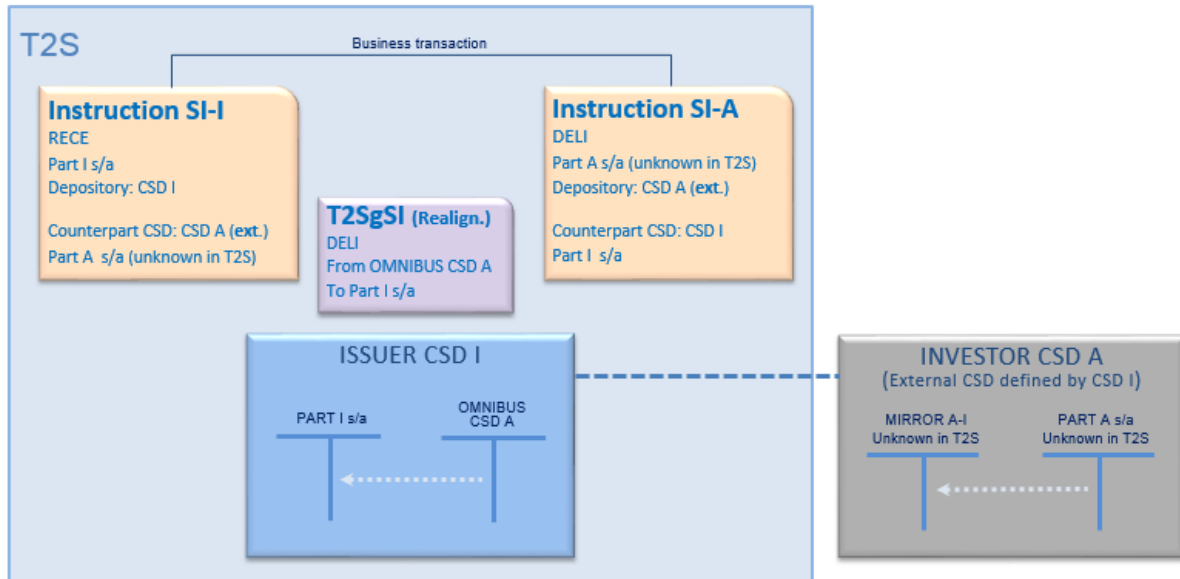 T2S
Business transaction
Instruction SI-I
RECE
Part I s/a
Depository: CSD I
Counterpart CSD: CSD A (ext.)
Part A s/a (unknown in T2S)
T2SgSI (Realign.)
DELI
From OMNIBUS CSD A
To Part I s/a
Instruction SI-A
DELI
Part A s/a (unknown in T2S)
Depository: CSD A (ext.)
Counterpart CSD: CSD I
Part I s/a
ISSUER CSD I
PART I s/a
OMNIBUS
CSD A
INVESTOR CSD A
(External CSD defined by CSD I)
MIRROR A-I
Unknown in T2S
PART A s/a
Unknown in T2S